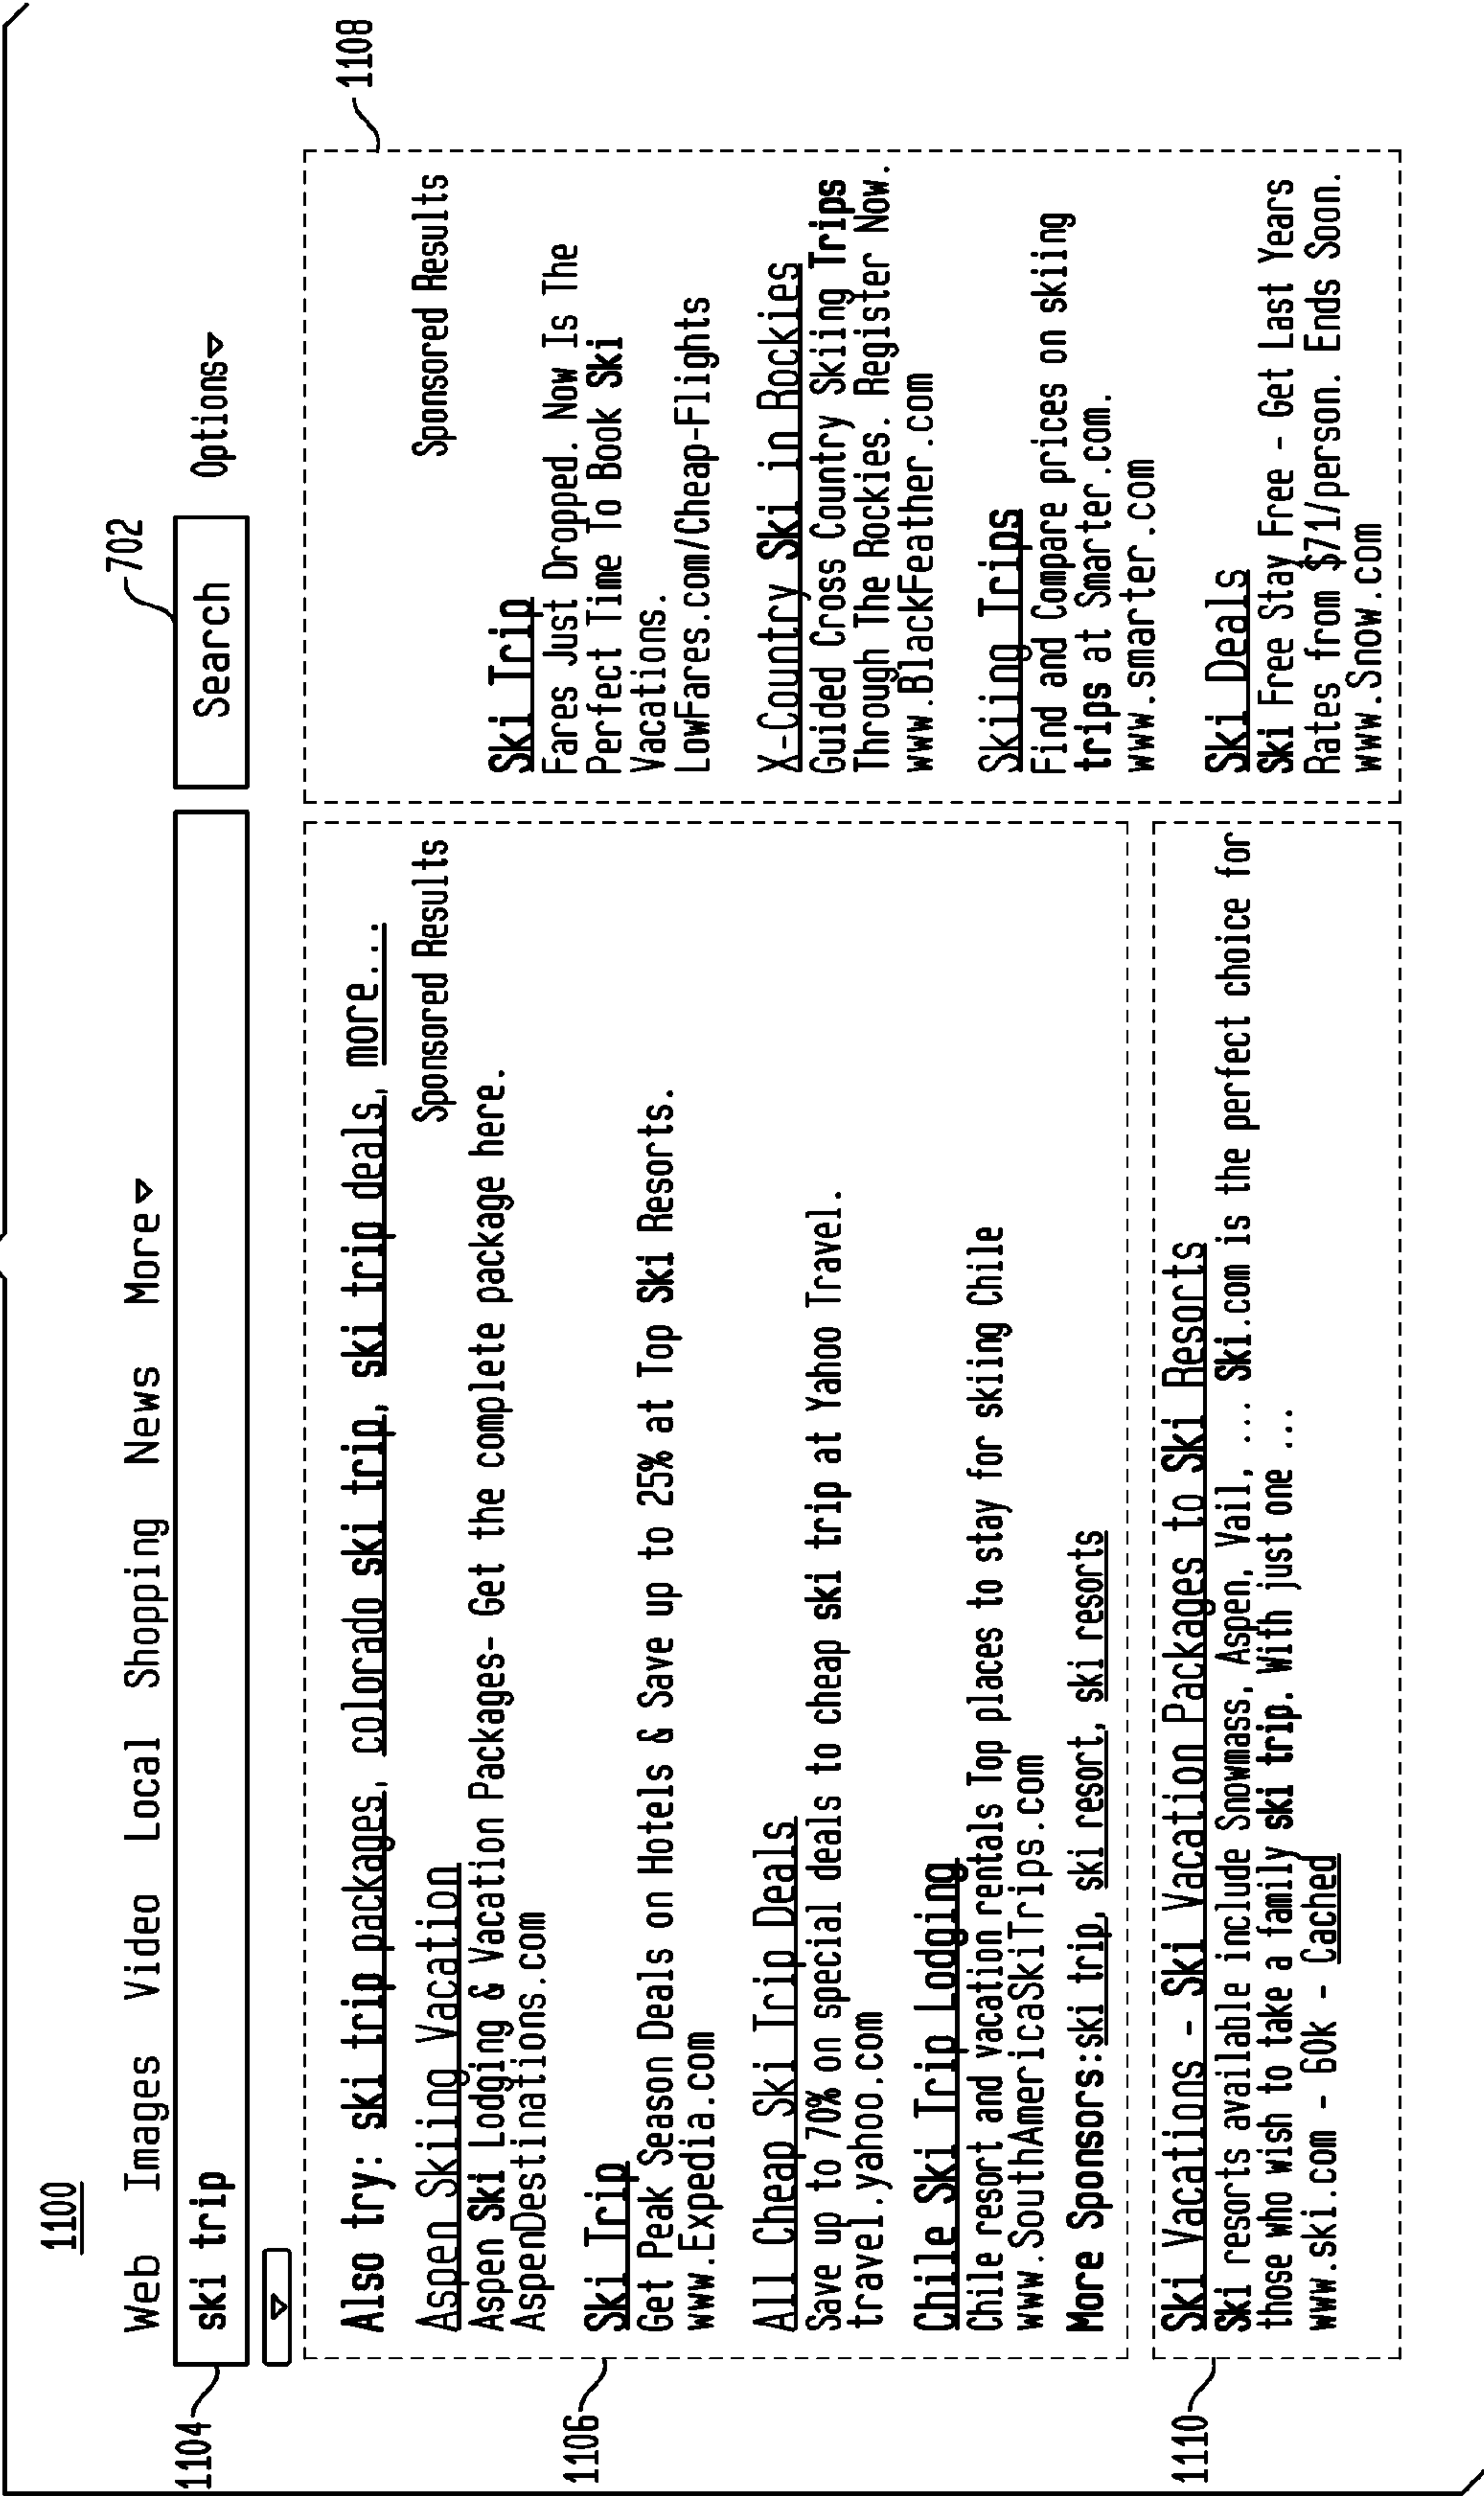 1100
Web Images Video Local Shopping News More
702
1104
ski trip
Search
Options
1108
Also try: ski trip packages, colorado ski trip, ski trip deals, more...
Sponsored Results
Aspen Skiing Vacation
Aspen Ski Lodging & Vacation Packages- Get the complete package here.
AspenDestinations.com
1106
Ski Trip
Get Peak Season Deals on Hotels & Save up to 25% at Top Ski Resorts.
www.Expedia.com
All Cheap Ski Trip Deals
Save up to 70% on special deals to cheap ski trip at Yahoo Travel.
travel.yahoo.com
Chile Ski Trip Lodging
Chile resort and vacation rentals Top places to stay for skiing Chile
www.SouthAmericaSkiTrips.com
More Sponsors:ski trip, ski resort, ski resorts
1110
Ski Vacations - Ski Vacation Packages to Ski Resorts
Ski resorts available include Snowmass, Aspen, Vail, ... Ski.com is the perfect choice for
those who wish to take a family ski trip. With just one ...
www.ski.com - 60k - Cached
Sponsored Results
Ski Trip
Fares Just Dropped. Now Is The
Perfect Time To Book Ski
Vacations.
LowFares.com/Cheap-Flights
X-Country Ski in Rockies
Guided Cross Country Skiing Trips
Through The Rockies. Register Now.
www.BlackFeather.com
Skiing Trips
Find and Compare prices on skiing
trips at Smarter.com.
www.smarter.com
Ski Deals
Ski Free Stay Free - Get Last Years
Rates from $71/person. Ends Soon.
www.Snow.com